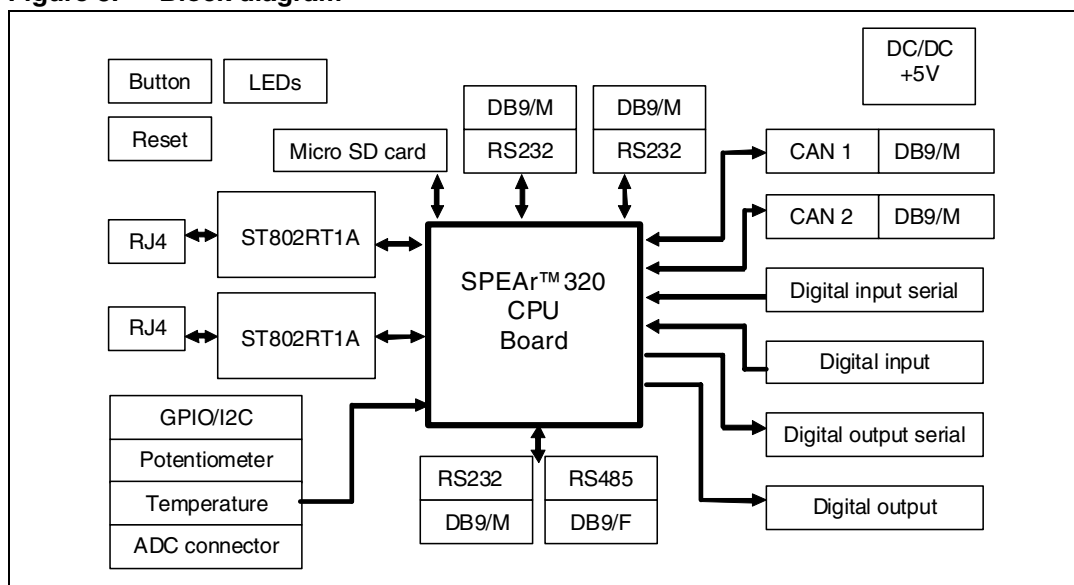 Figure Block diagram
DC/DC
+5V
Button
LEDs
Reset
Micro SD card
DB9/M
RS232
DB9/M
RS232
CAN 1
DB9/M
CAN 2
DB9/M
RJ4
ST802RT1A
RJ4
ST802RT1A
SPEAr™320
CPU
Board
Digital input serial
Digital input
Digital output serial
Digital output
GPIO/I2C
Potentiometer
Temperature
ADC connector
RS232
DB9/M
RS485
DB9/F